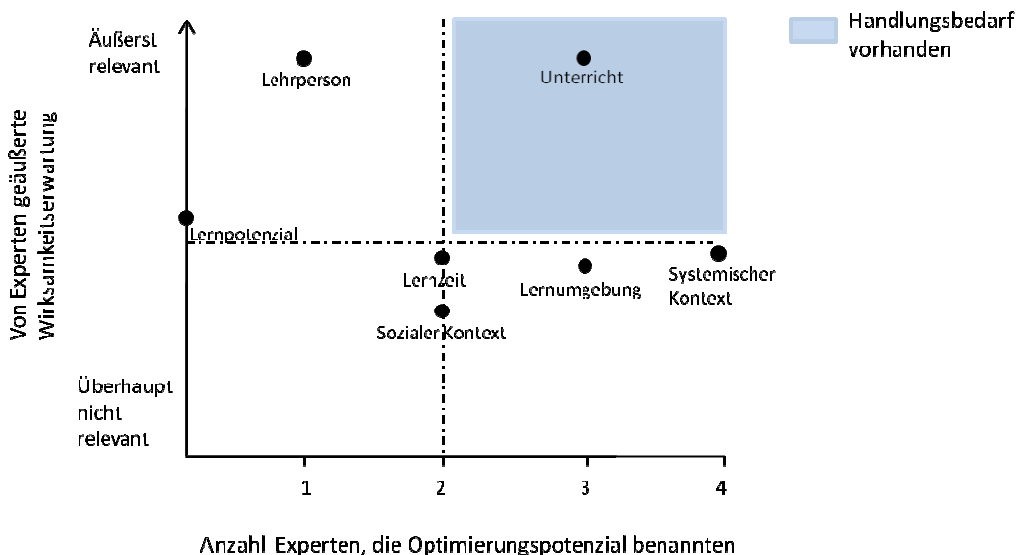 Äußerst
relevant
Handlungsbedarf
vorhanden
Lehrperson
Unterricht
Von Experten geäußerte
Wirksamkeitserwartung
Lernpotenzial
Lernzeit
Lernumgebung
Systemischer
Kontext
Sozialer Kontext
Überhaupt
nicht
relevant
1
2
3
4
Anzahl Experten, die Optimierungspotenzial benannten